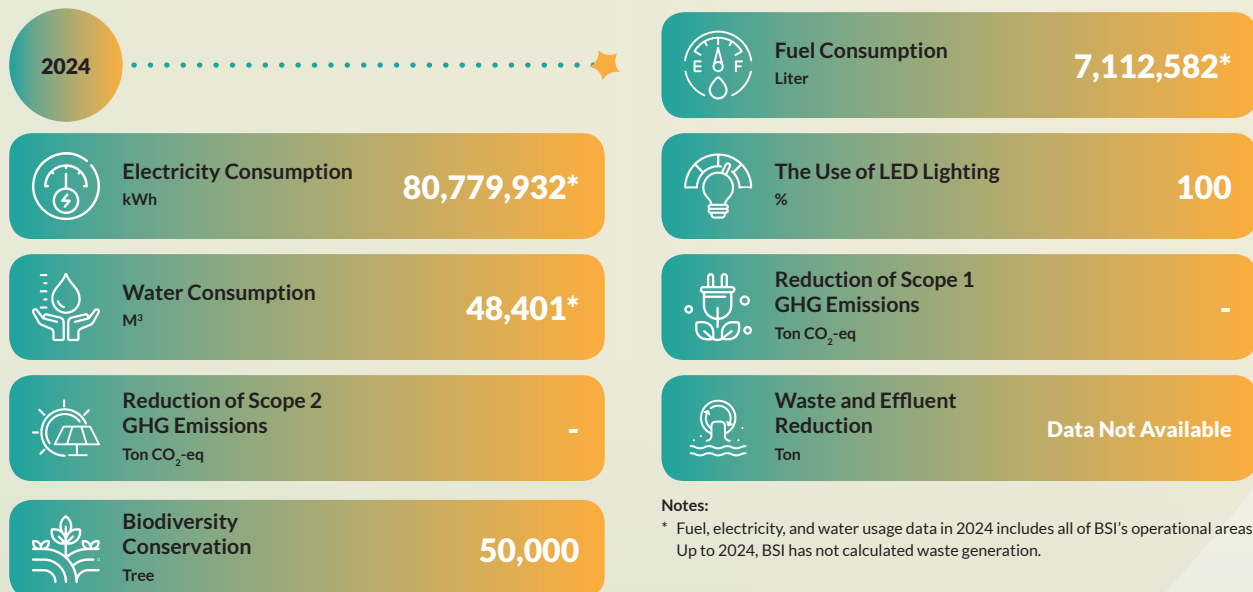 2024
Electricity Consumption
kWh
80,779,932*
Water Consumption
M³
48,401*
Reduction of Scope 2
GHG Emissions
Ton CO₂-eq
-
Biodiversity
Conservation
Tree
50,000
Fuel Consumption
Liter
E F
7,112,582*
The Use of LED Lighting
%
100
Reduction of Scope 1
GHG Emissions
Ton CO₂-eq
-
Waste and Effluent
Reduction
Ton
Data Not Available
Notes:
* Fuel, electricity, and water usage data in 2024 includes all of BSI's operational areas
Up to 2024, BSI has not calculated waste generation.